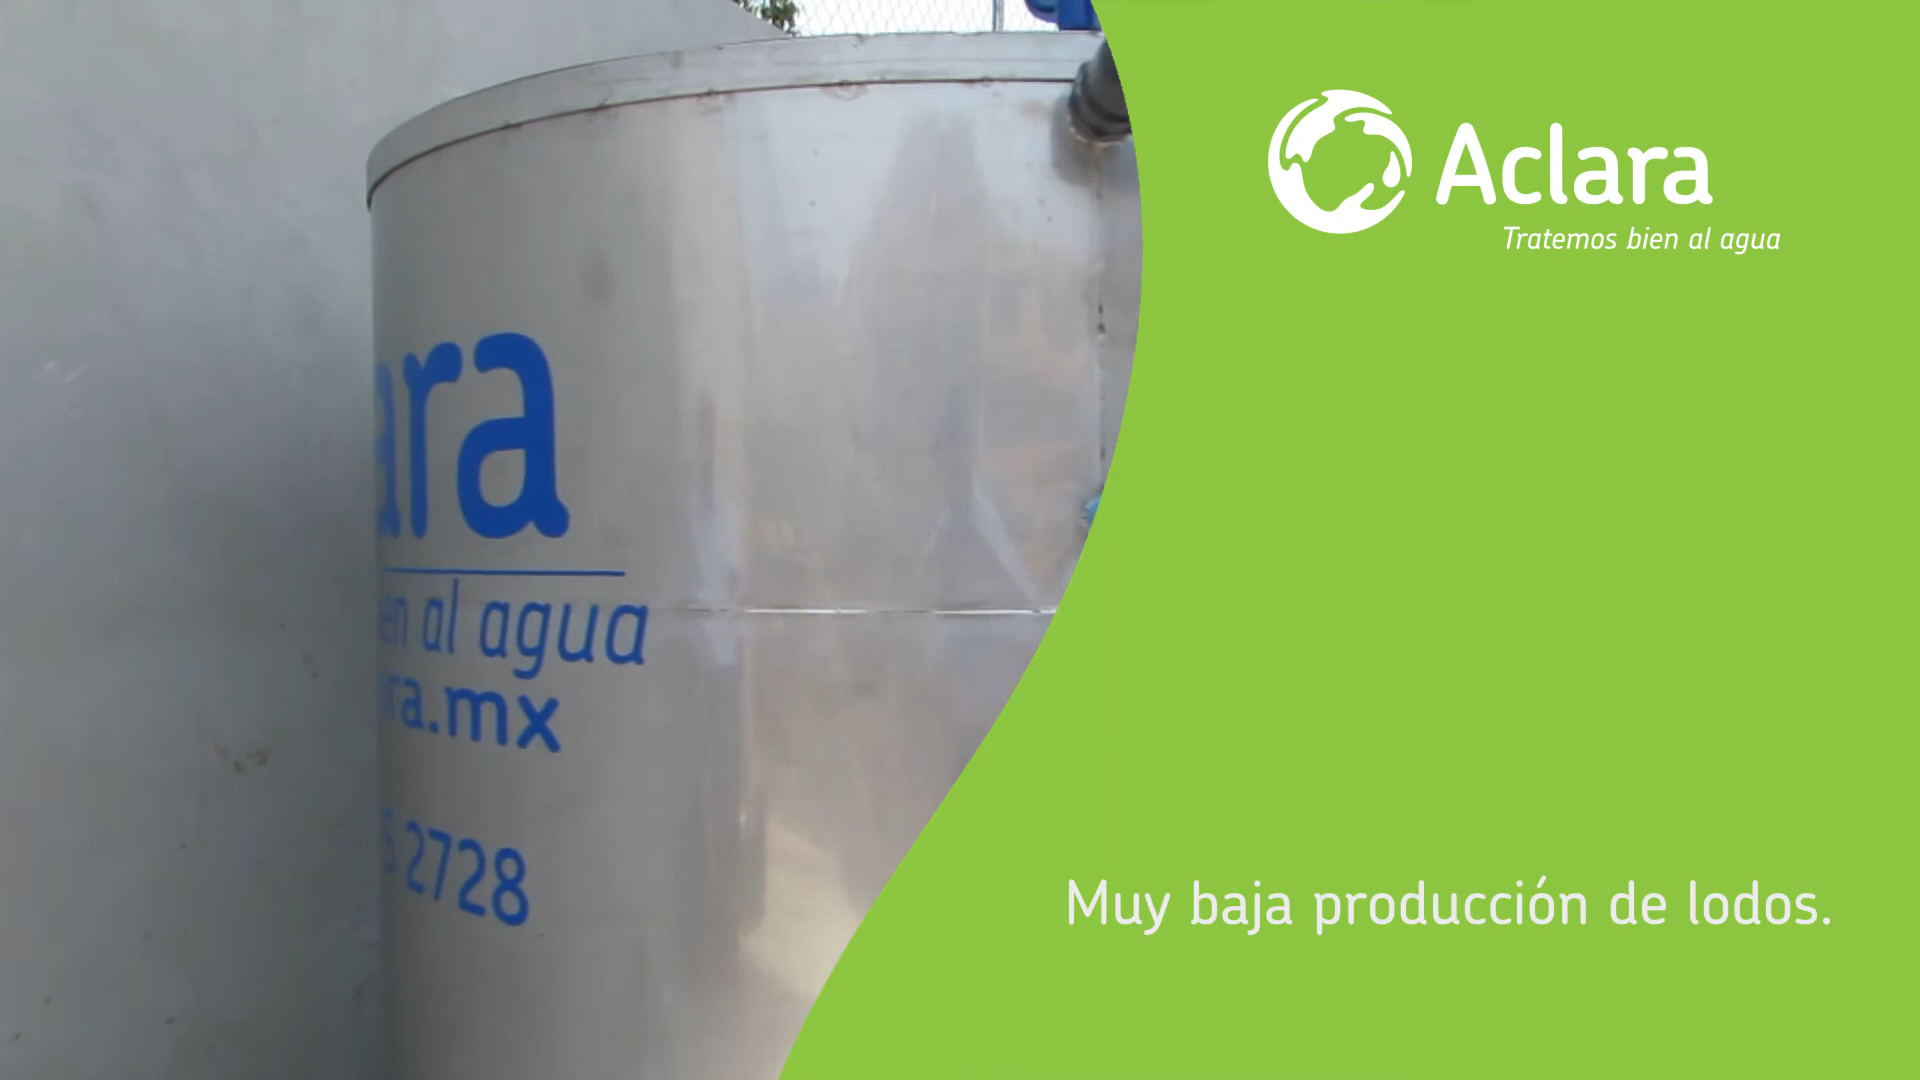 Aclara
Tratemos bien al agua
ara
en al agua
ra.mx
2728
Muy baja producción de lodos.